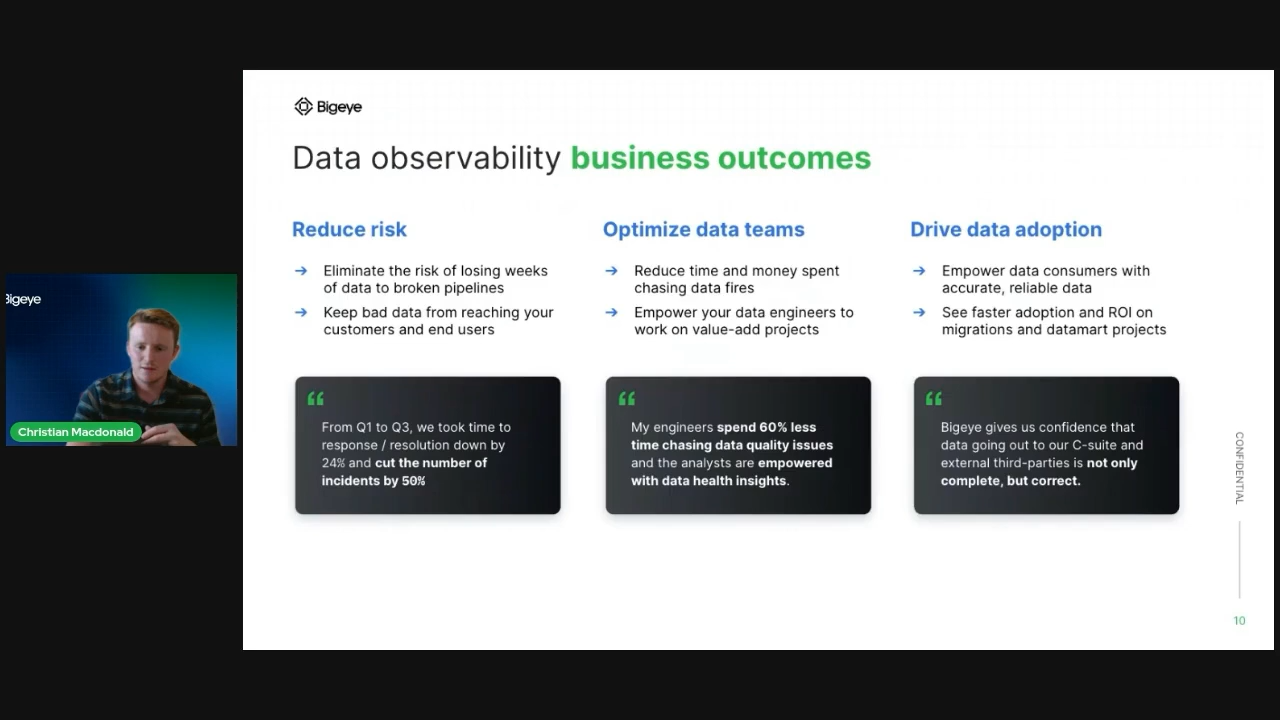 Bigeye
Data observability business outcomes
Reduce risk
Eliminate the risk of losing weeks
of data to broken pipelines
Keep bad data from reaching your
customers and end users
Optimize data teams
Reduce time and money spent
chasing data fires
Empower your data engineers to
work on value-add projects
Drive data adoption
Empower data consumers with
accurate, reliable data
See faster adoption and ROI on
migrations and datamart projects
“
From Q1 to Q3, we took time to
response / resolution down by
24% and cut the number of
incidents by 50%
“
My engineers spend 60% less
time chasing data quality issues
and the analysts are empowered
with data health insights.
“
Bigeye gives us confidence that
data going out to our C-suite and
external third-parties is not only
complete, but correct.
CONFIDENTIAL
10
Bigeye
Christian Macdonald